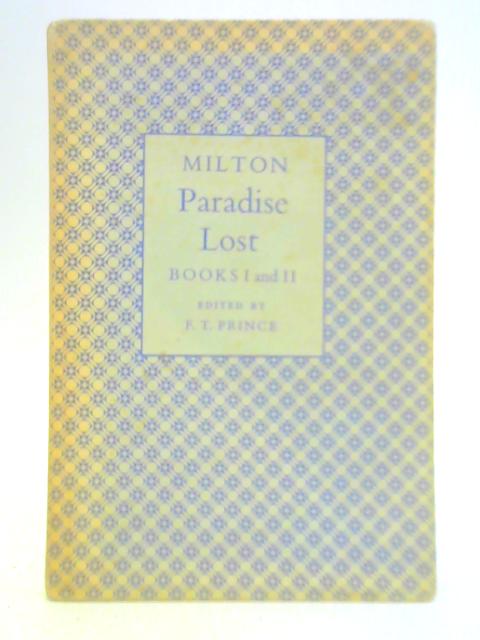 MILTON
Paradise
Lost
BOOKS I and II
EDITED BY
F. T. PRINCE